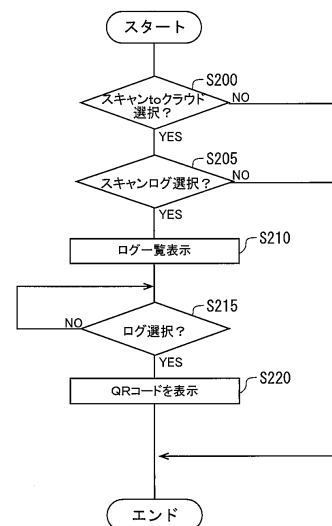 スタート
S200
スキャンtoクラウド
選択？
NO
YES
S205
スキャンログ選択？
NO
YES
S210
ログ一覧表示
S215
ログ選択？
NO
YES
S220
QRコードを表示
エンド